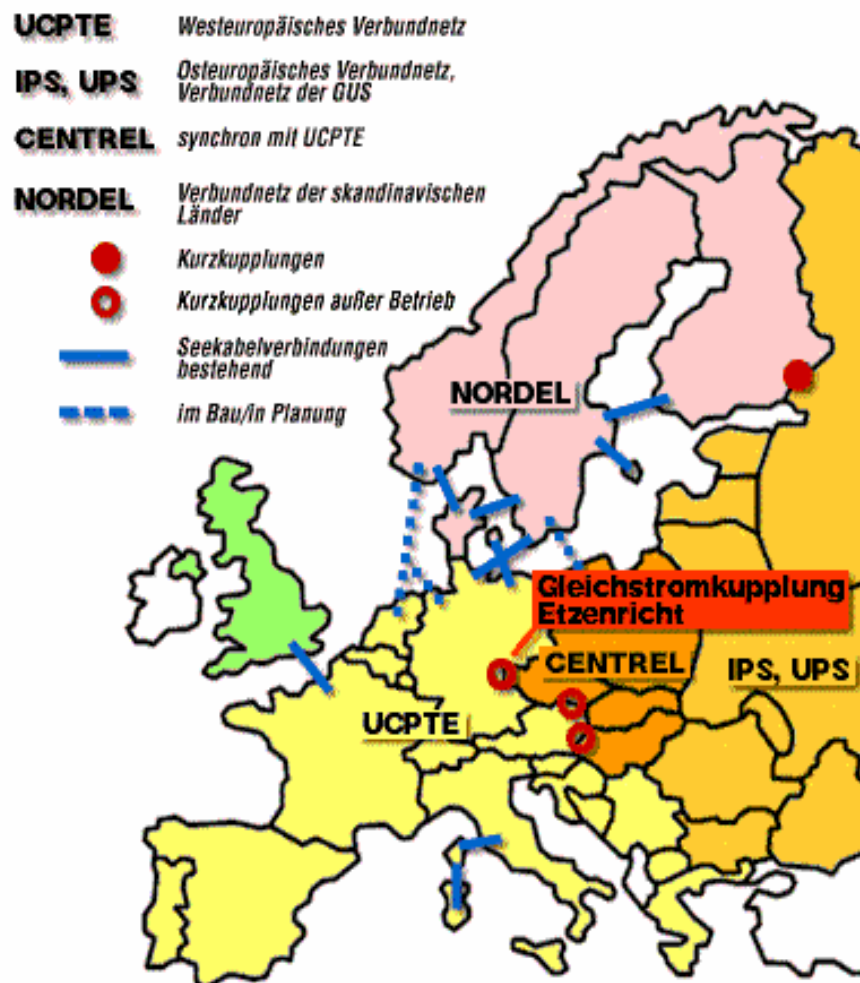 UCPTE Westeuropäisches Verbundnetz
IPS, UPS Osteuropäisches Verbundnetz,
Verbundnetz der GUS
CENTREL synchron mit UCPTE
NORDEL Verbundnetz der skandinavischen
Länder
Kurzkupplungen
Kurzkupplungen außer Betrieb
Seekabelverbindungen
bestehend
im Bau/in Planung
NORDEL
Gleichstromkupplung
Etzenricht
CENTREL
IPS, UPS
UCPTE